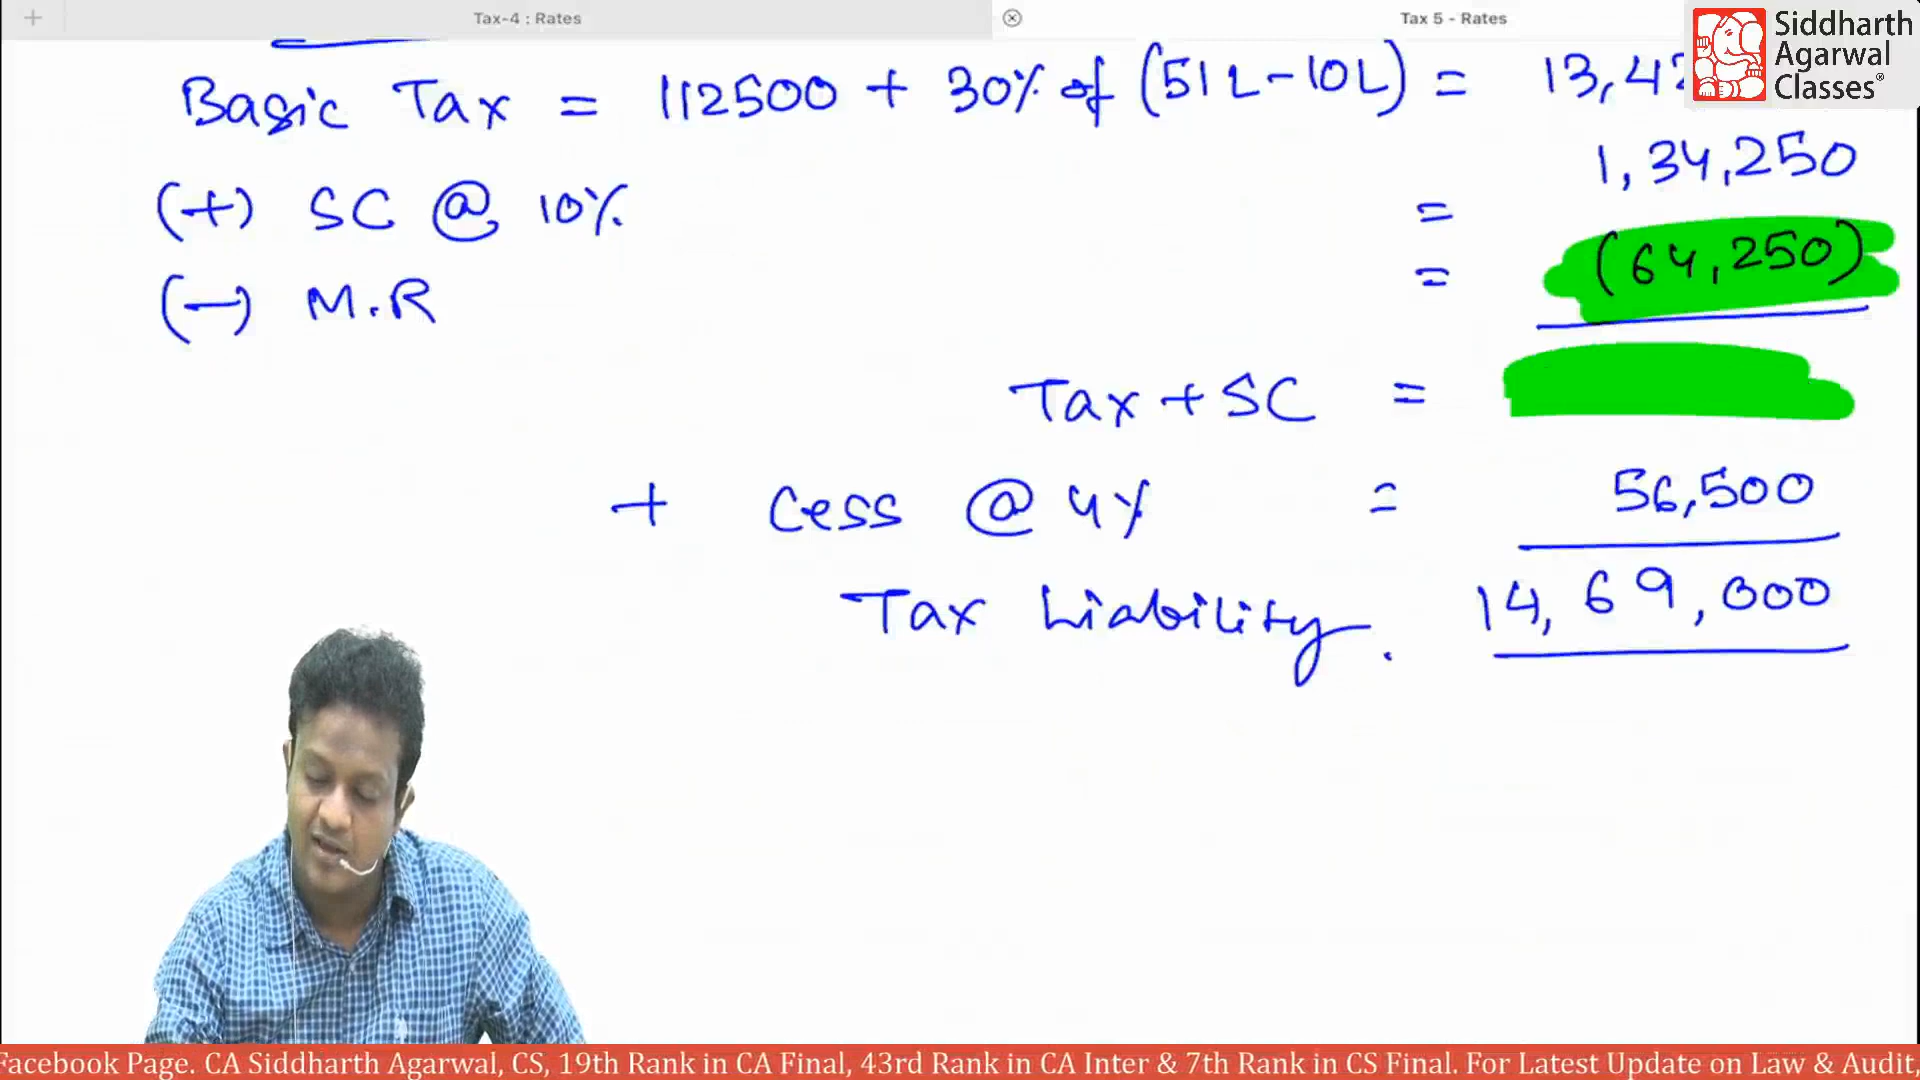 Tax-4 : Rates
Tax 5 - Rates
Siddharth
Agarwal
Classes®
Basic Tax = 112500 + 30% of (51L-10L) = 13,42
1,34,250
(+) SC @ 10% =
(64,250)
(-) M.R =
Tax + SC =
+ Cess @ 4% = 56,500
Tax Liability. 14,69,000
Facebook Page. CA Siddharth Agarwal, CS, 19th Rank in CA Final, 43rd Rank in CA Inter & 7th Rank in CS Final. For Latest Update on Law & Audit,